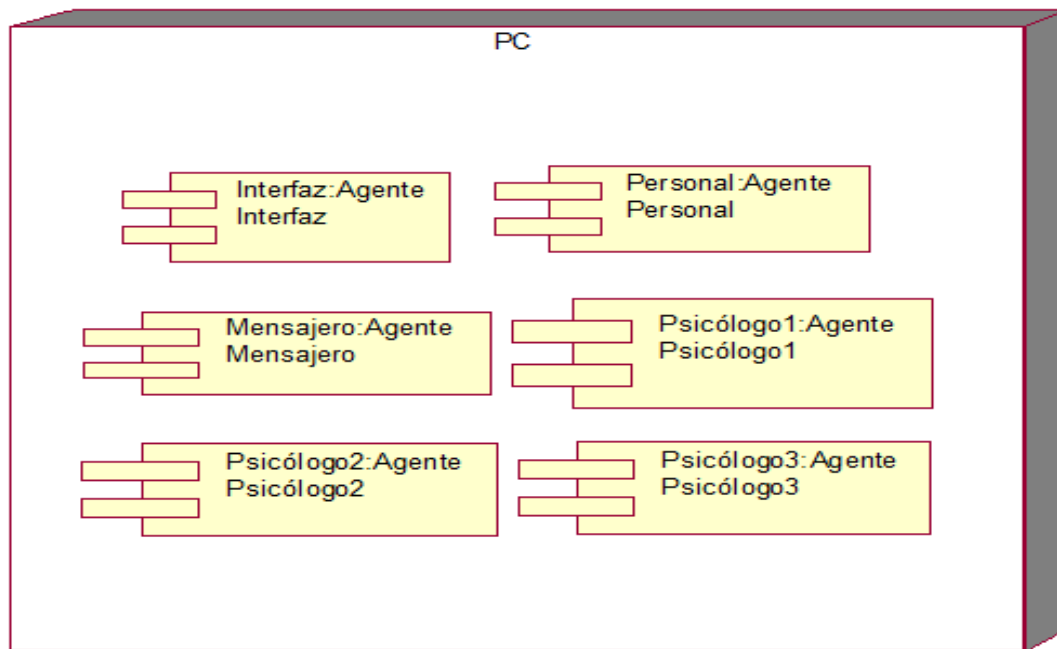 PC
Interfaz:Agente
Interfaz
Personal:Agente
Personal
Mensajero:Agente
Mensajero
Psicólogo1:Agente
Psicólogo1
Psicólogo2:Agente
Psicólogo2
Psicólogo3:Agente
Psicólogo3